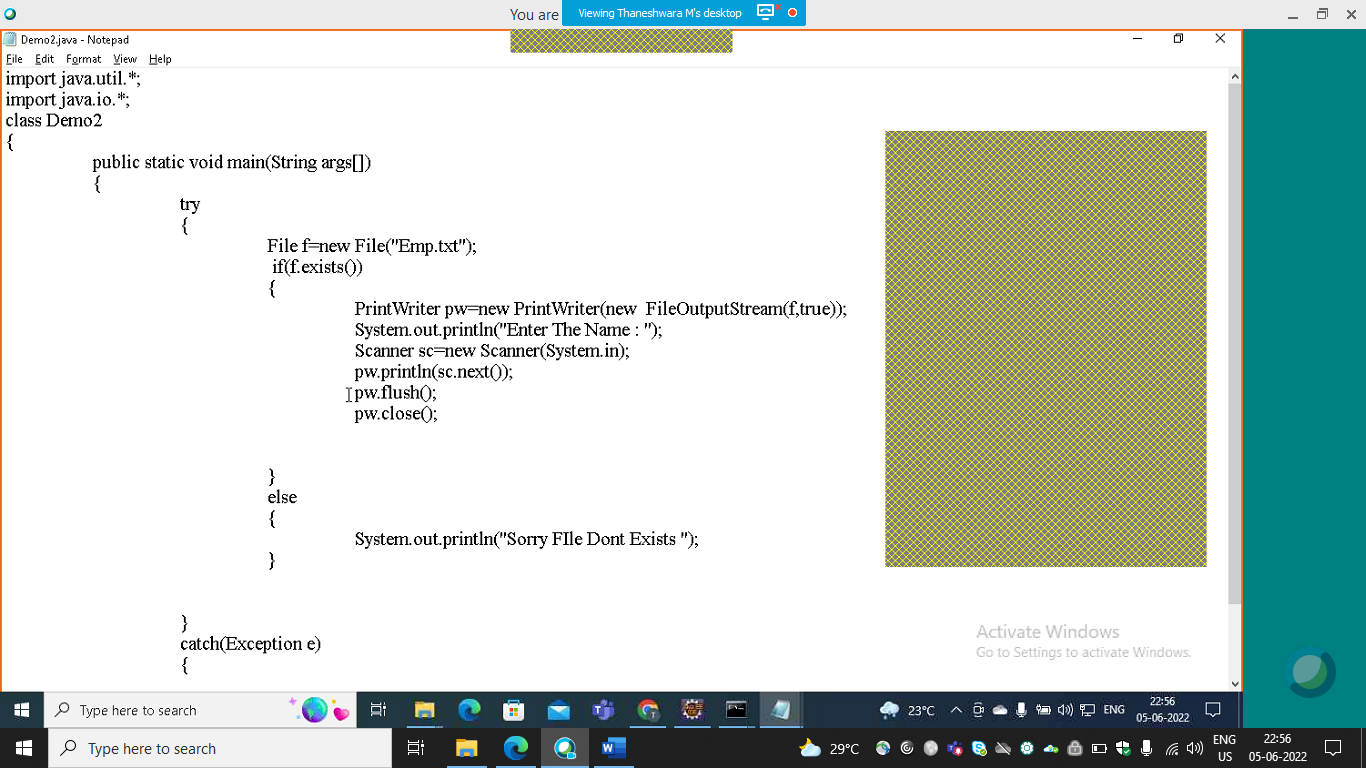 You are
Viewing Thaneshwara M's desktop
Demo2.java - Notepad
File Edit Format View Help
import java.util.*;
import java.io.*;
class Demo2
{
public static void main(String args[])
{
try
{
File f=new File("Emp.txt");
if(f.exists())
{
PrintWriter pw=new PrintWriter(new  FileOutputStream(f,true));
System.out.println("Enter The Name : ");
Scanner sc=new Scanner(System.in);
pw.println(sc.next());
pw.flush();
pw.close();
}
else
{
System.out.println("Sorry FIle Dont Exists ");
}
}
catch(Exception e)
{
Activate Windows
Go to Settings to activate Windows.
Type here to search
23°C
ENG
22:56
05-06-2022
Type here to search
29°C
ENG
US
22:56
05-06-2022